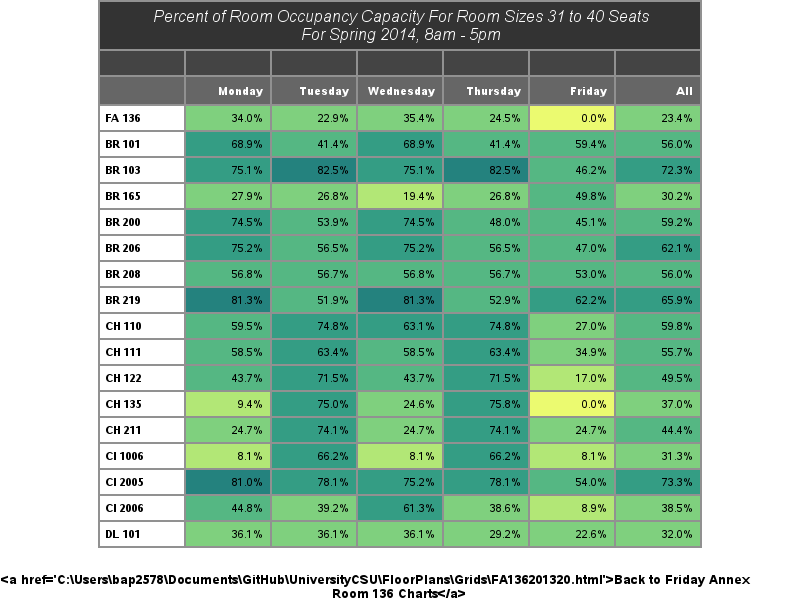 Percent of Room Occupancy Capacity For Room Sizes 31 to 40 Seats
For Spring 2014, 8am - 5pm
Monday Tuesday Wednesday Thursday Friday All
FA 136 34.0% 22.9% 35.4% 24.5% 0.0% 23.4%
BR 101 68.9% 41.4% 68.9% 41.4% 59.4% 56.0%
BR 103 75.1% 82.5% 75.1% 82.5% 46.2% 72.3%
BR 165 27.9% 26.8% 19.4% 26.8% 49.8% 30.2%
BR 200 74.5% 53.9% 74.5% 48.0% 45.1% 59.2%
BR 206 75.2% 56.5% 75.2% 56.5% 47.0% 62.1%
BR 208 56.8% 56.7% 56.8% 56.7% 53.0% 56.0%
BR 219 81.3% 51.9% 81.3% 52.9% 62.2% 65.9%
CH 110 59.5% 74.8% 63.1% 74.8% 27.0% 59.8%
CH 111 58.5% 63.4% 58.5% 63.4% 34.9% 55.7%
CH 122 43.7% 71.5% 43.7% 71.5% 17.0% 49.5%
CH 135 9.4% 75.0% 24.6% 75.8% 0.0% 37.0%
CH 211 24.7% 74.1% 24.7% 74.1% 24.7% 44.4%
CI 1006 8.1% 66.2% 8.1% 66.2% 8.1% 31.3%
CI 2005 81.0% 78.1% 75.2% 78.1% 54.0% 73.3%
CI 2006 44.8% 39.2% 61.3% 38.6% 8.9% 38.5%
DL 101 36.1% 36.1% 36.1% 29.2% 22.6% 32.0%
<a href='C:\Users\bap2578\Documents\GitHub\UniversityCSU\FloorPlans\Grids\FA136201320.html'>Back to Friday Annex
Room 136 Charts</a>